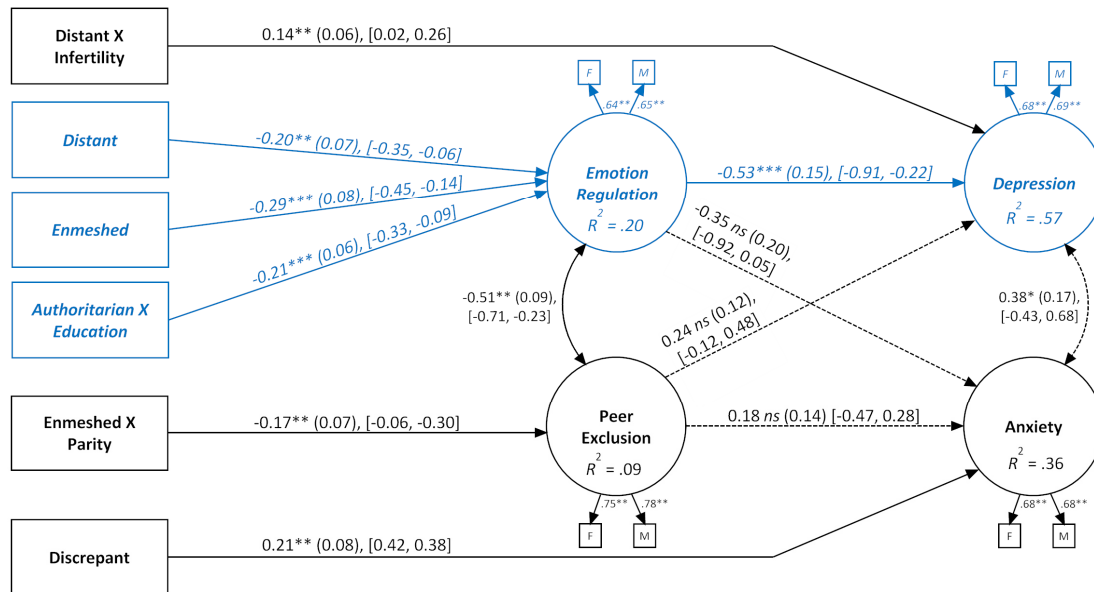 Distant X
Infertility
0.14** (0.06), [0.02, 0.26]
F
M
.64**
.65**
F
M
.68**
.69**
Distant
-0.20** (0.07), [-0.35, -0.06]
Emotion
Regulation
R² = .20
-0.53*** (0.15), [-0.91, -0.22]
Depression
R² = .57
Enmeshed
-0.29*** (0.08), [-0.45, -0.14]
Authoritarian X
Education
-0.21*** (0.06), [-0.33, -0.09]
-0.35 ns (0.20),
[-0.92, 0.05]
-0.51** (0.09),
[-0.71, -0.23]
0.24 ns (0.12),
[-0.12, 0.48]
0.38* (0.17),
[-0.43, 0.68]
Enmeshed X
Parity
-0.17** (0.07), [-0.06, -0.30]
Peer
Exclusion
R² = .09
0.18 ns (0.14) [-0.47, 0.28]
Anxiety
R² = .36
.75**
.78**
F
M
.68**
.68**
F
M
Discrepant
0.21** (0.08), [0.42, 0.38]